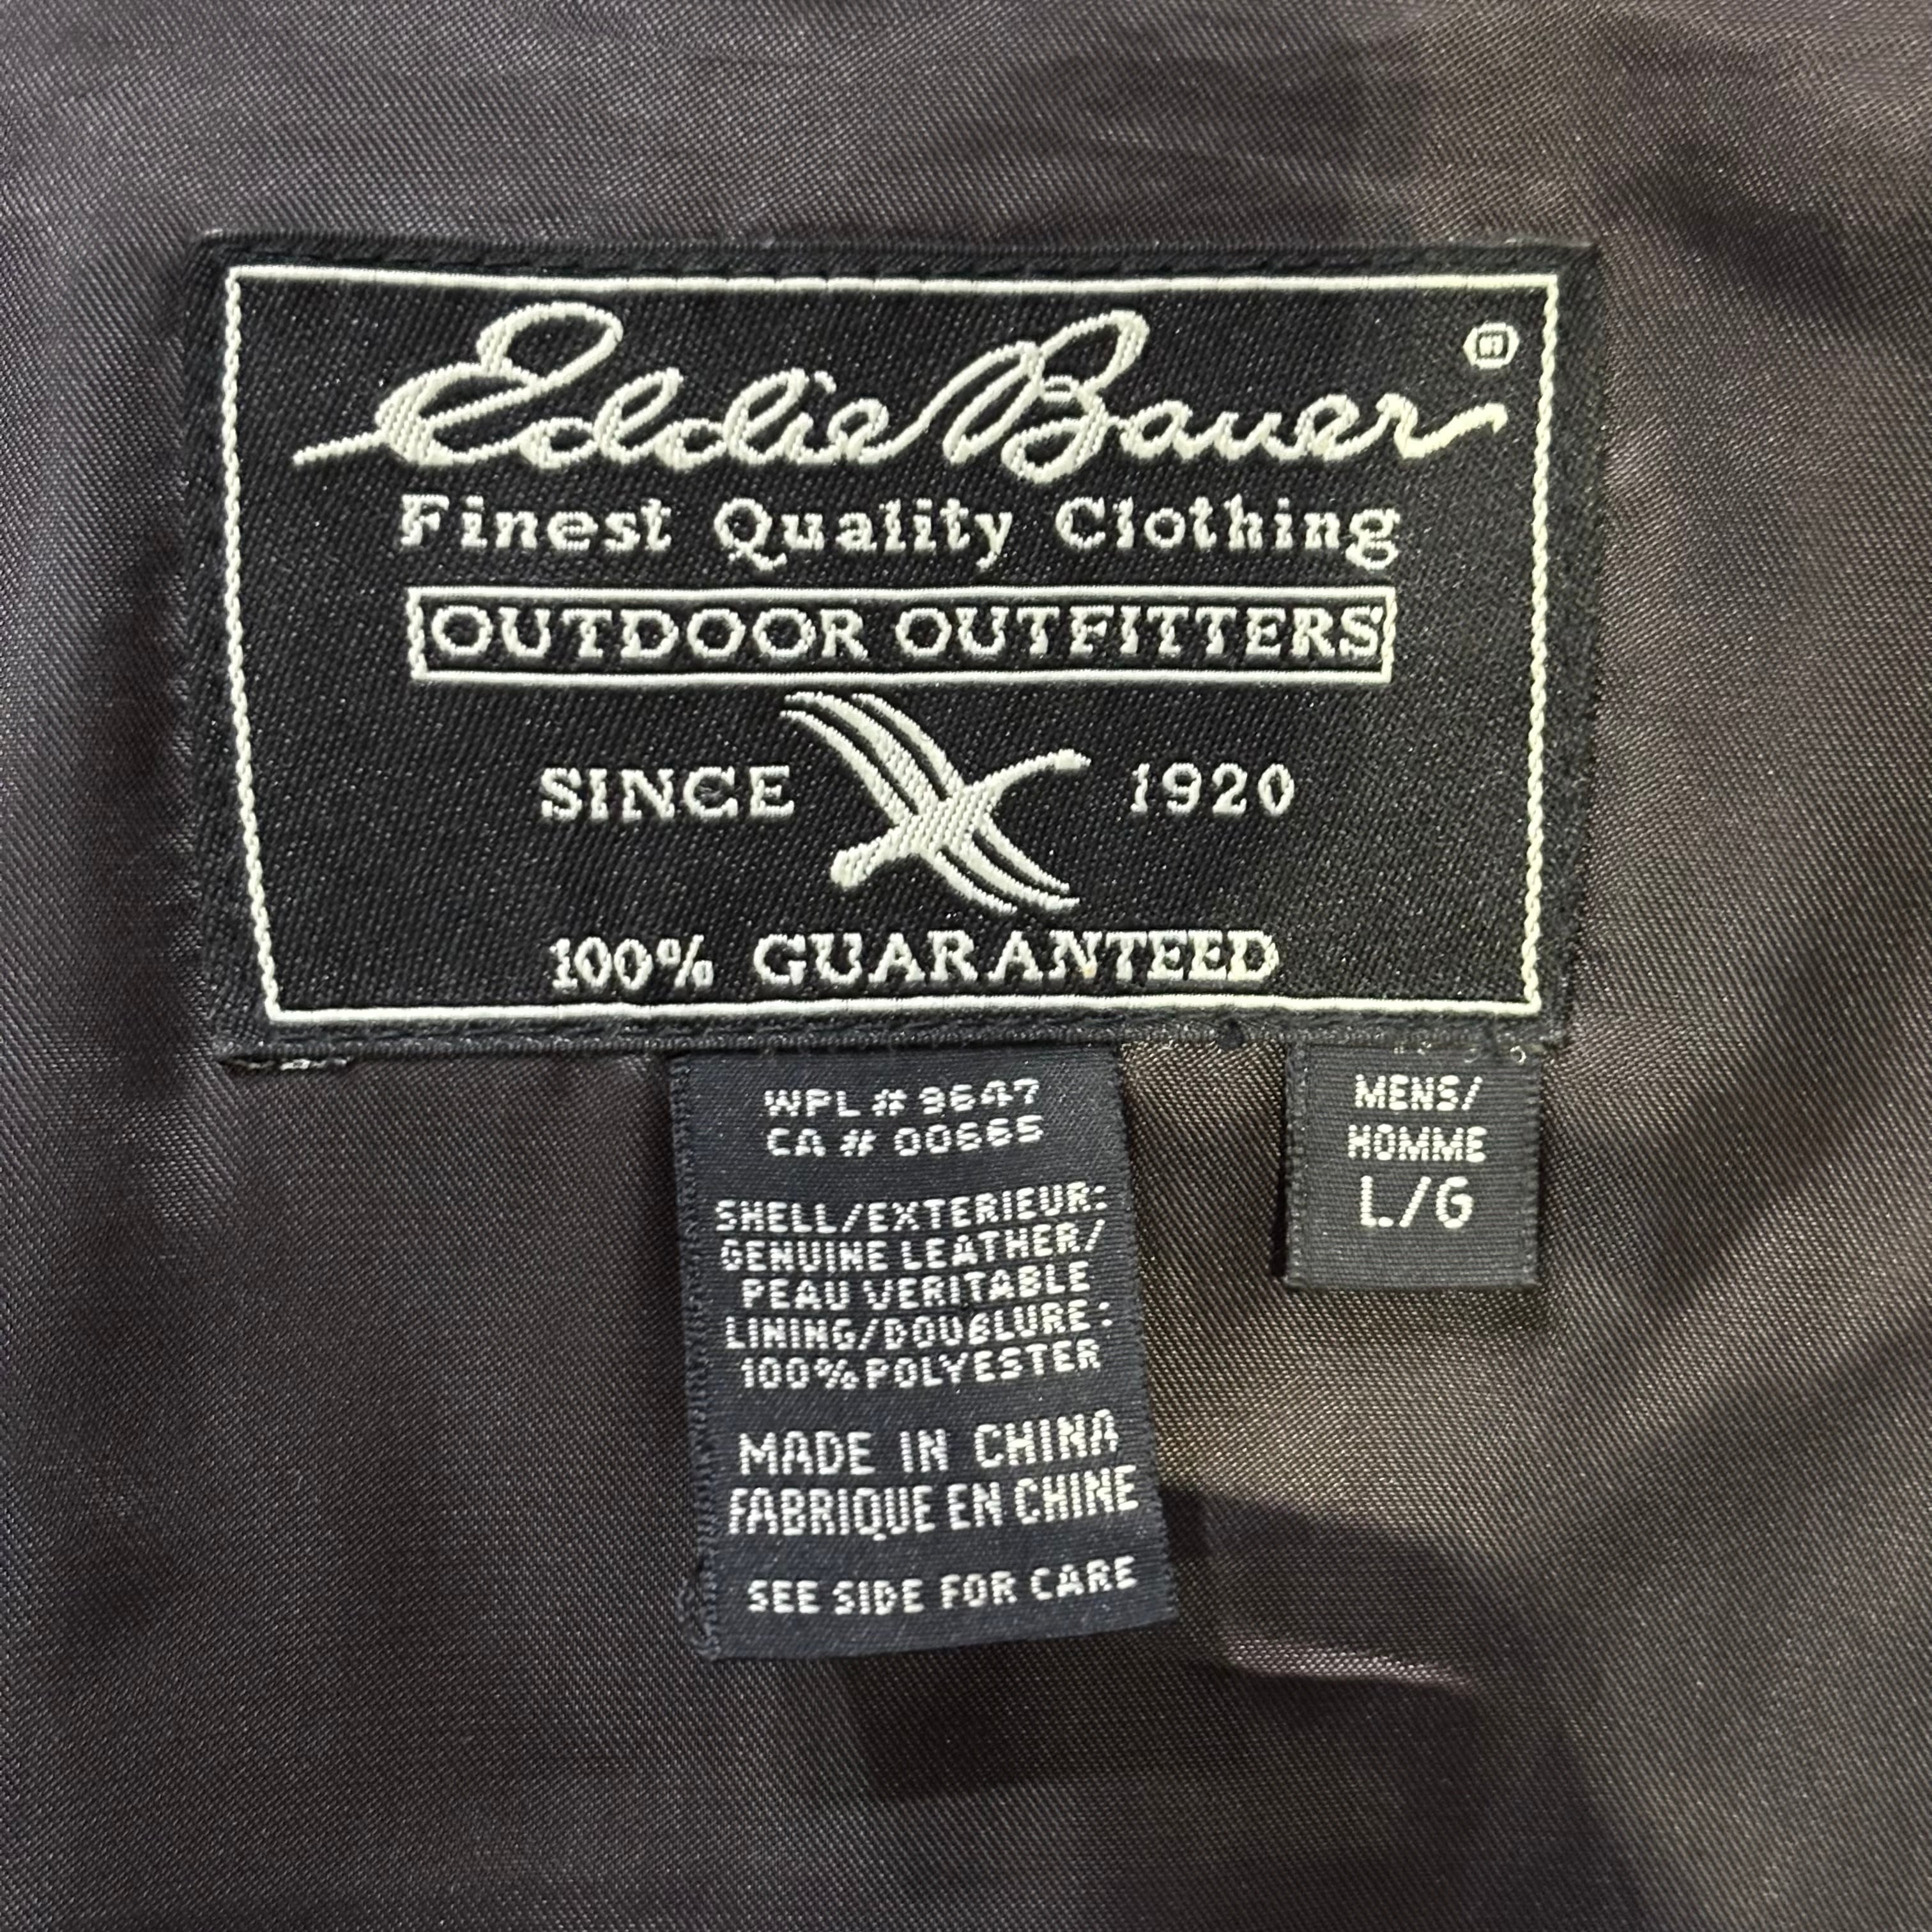 Eddie Bauer ®
Finest Quality Clothing
OUTDOOR OUTFITTERS
SINCE 1920
100% GUARANTEED
WPL # 9647
CA # 00665
SHELL/EXTERIEUR:
GENUINE LEATHER/
PEAU VERITABLE
LINING/DOUBLURE:
100% POLYESTER
MADE IN CHINA
FABRIQUE EN CHINE
SEE SIDE FOR CARE
MENS/
HOMME
L/G